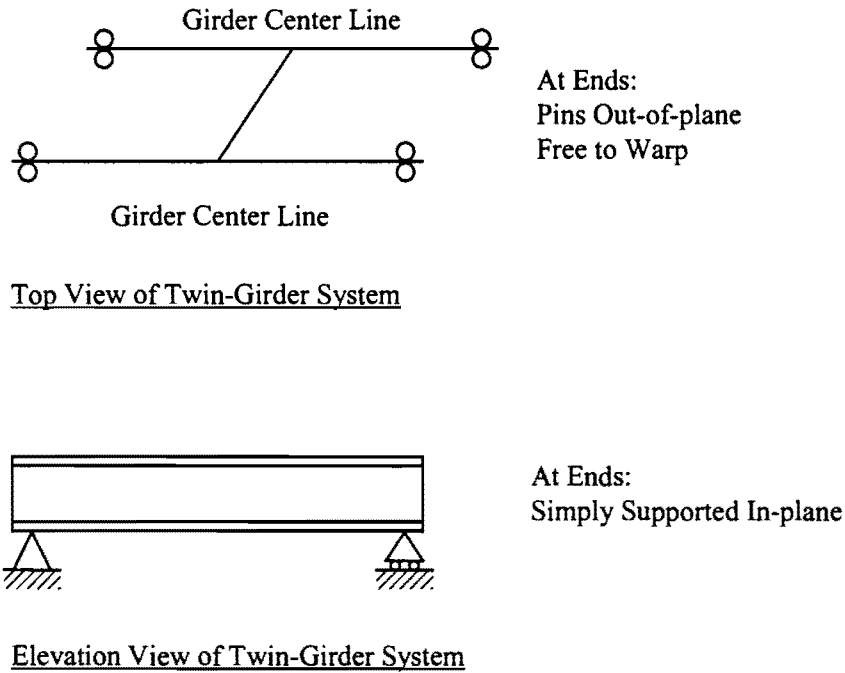 Girder Center Line
At Ends:
Pins Out-of-plane
Free to Warp
Girder Center Line
Top View of Twin-Girder System
At Ends:
Simply Supported In-plane
Elevation View of Twin-Girder System